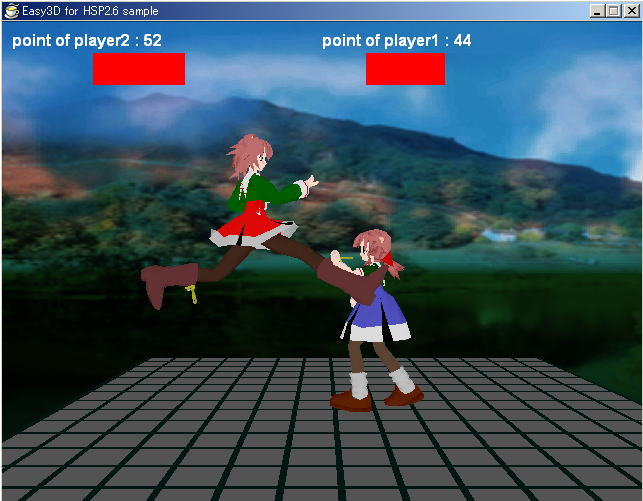 Easy3D for HSP2.6 sample
point of player2 : 52
point of player1 : 44